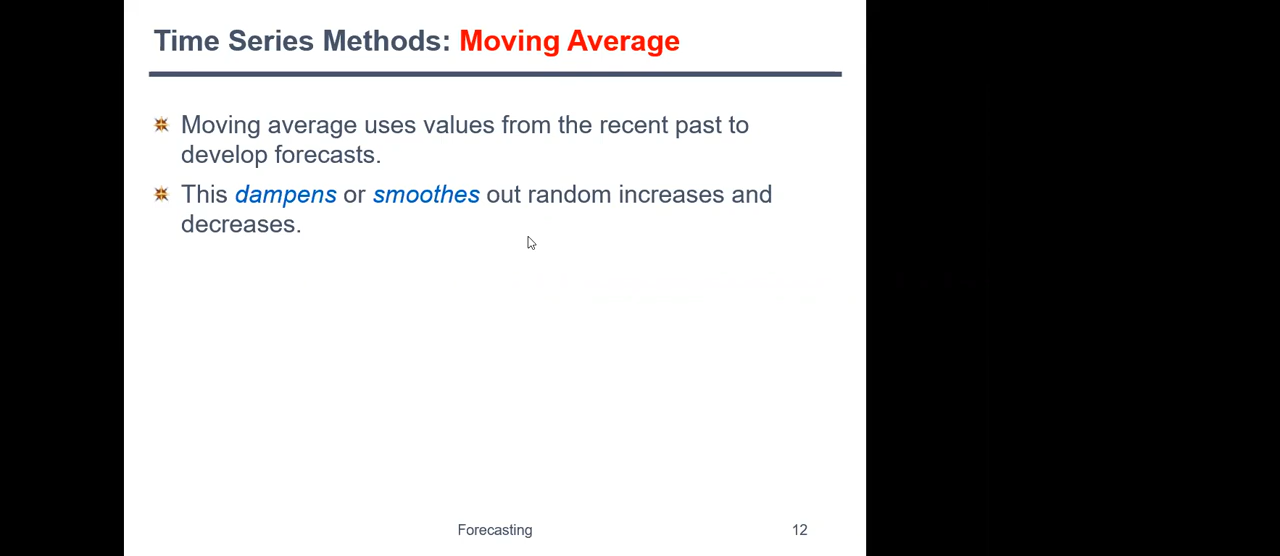 Time Series Methods: Moving Average
Moving average uses values from the recent past to
develop forecasts.
This dampens or smoothes out random increases and
decreases.
Forecasting
12